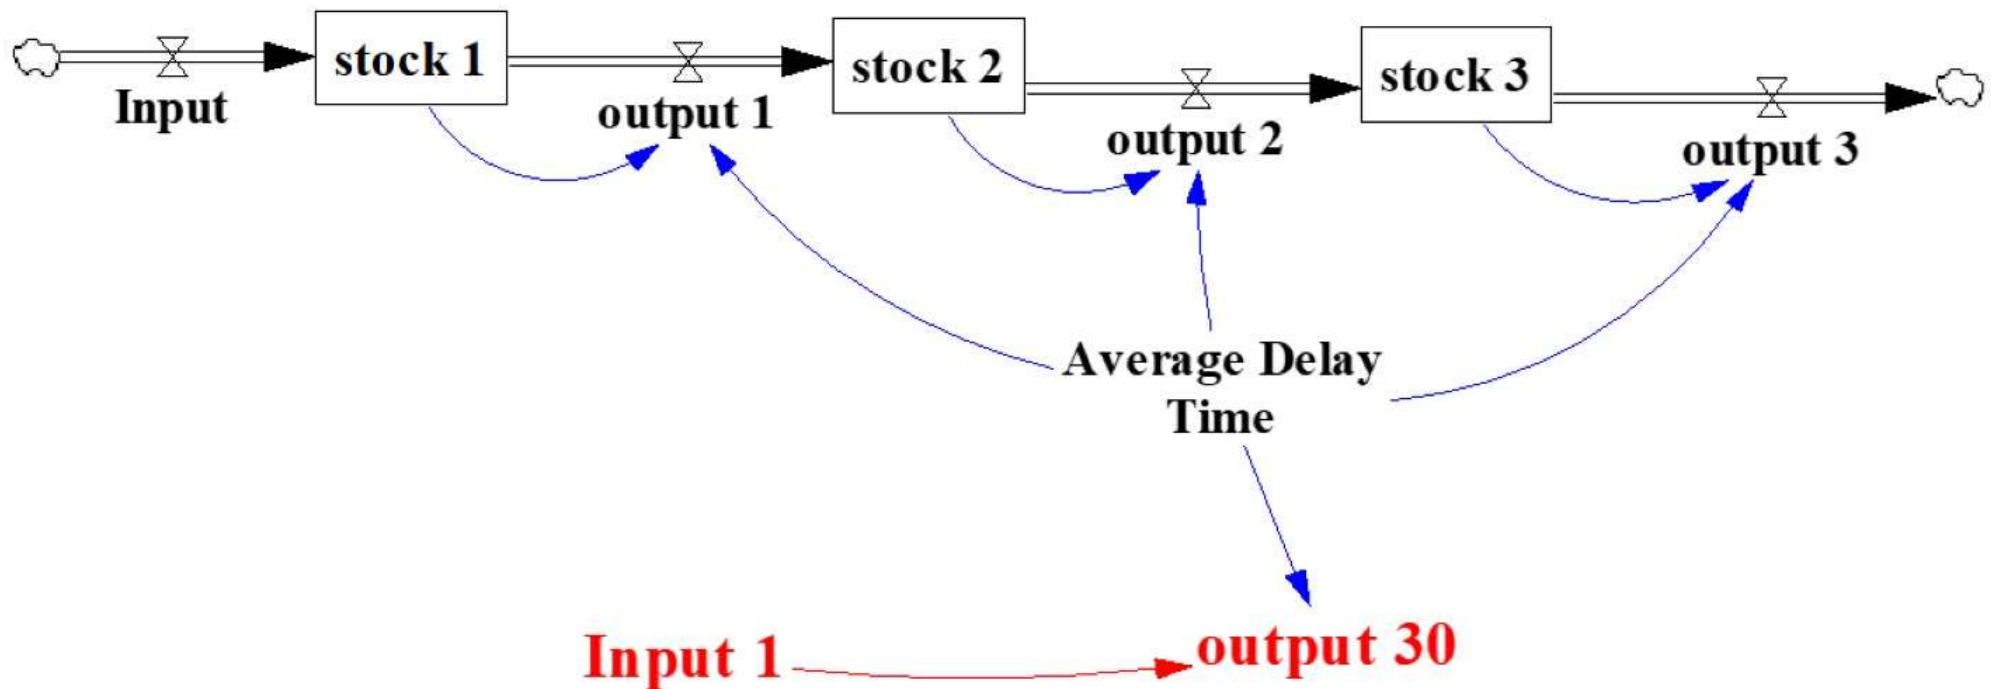 stock 1
stock 2
stock 3
Input
output 1
output 2
output 3
Average Delay
Time
Input 1
output 30